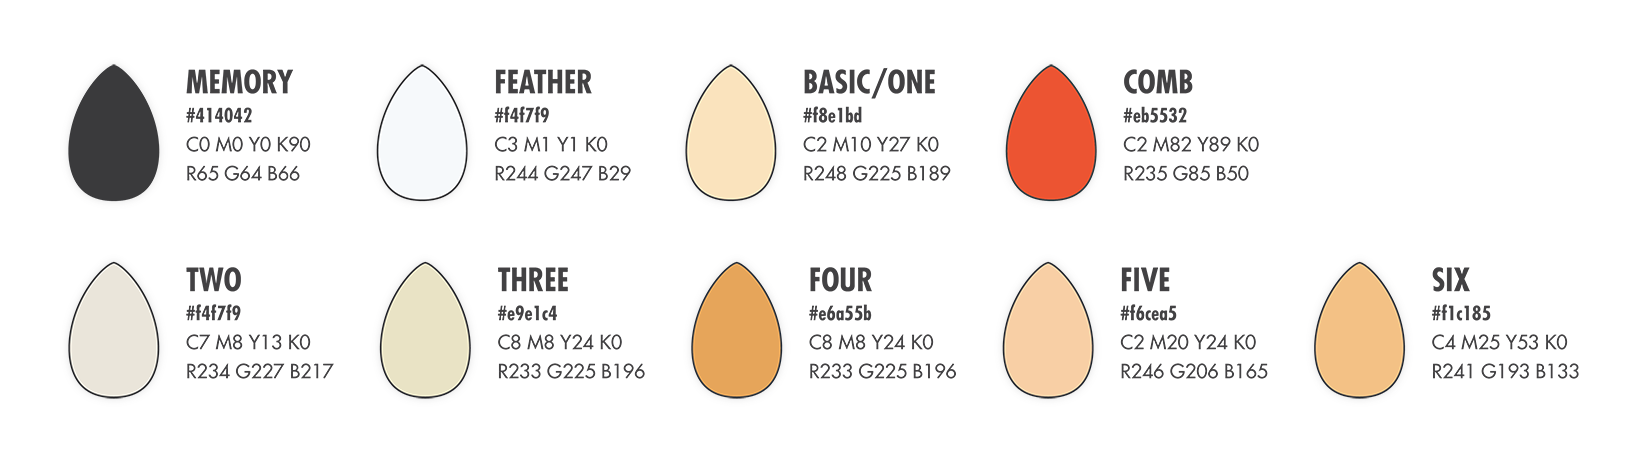 MEMORY
#414042
C0 M0 Y0 K90
R65 G64 B66
FEATHER
#f4f7f9
C3 M1 Y1 K0
R244 G247 B29
BASIC/ONE
#f8e1bd
C2 M10 Y27 K0
R248 G225 B189
COMB
#eb5532
C2 M82 Y89 K0
R235 G85 B50
TWO
#f4f7f9
C7 M8 Y13 K0
R234 G227 B217
THREE
#e9e1c4
C8 M8 Y24 K0
R233 G225 B196
FOUR
#e6a55b
C8 M8 Y24 K0
R233 G225 B196
FIVE
#f6cea5
C2 M20 Y24 K0
R246 G206 B165
SIX
#f1c185
C4 M25 Y53 K0
R241 G193 B133